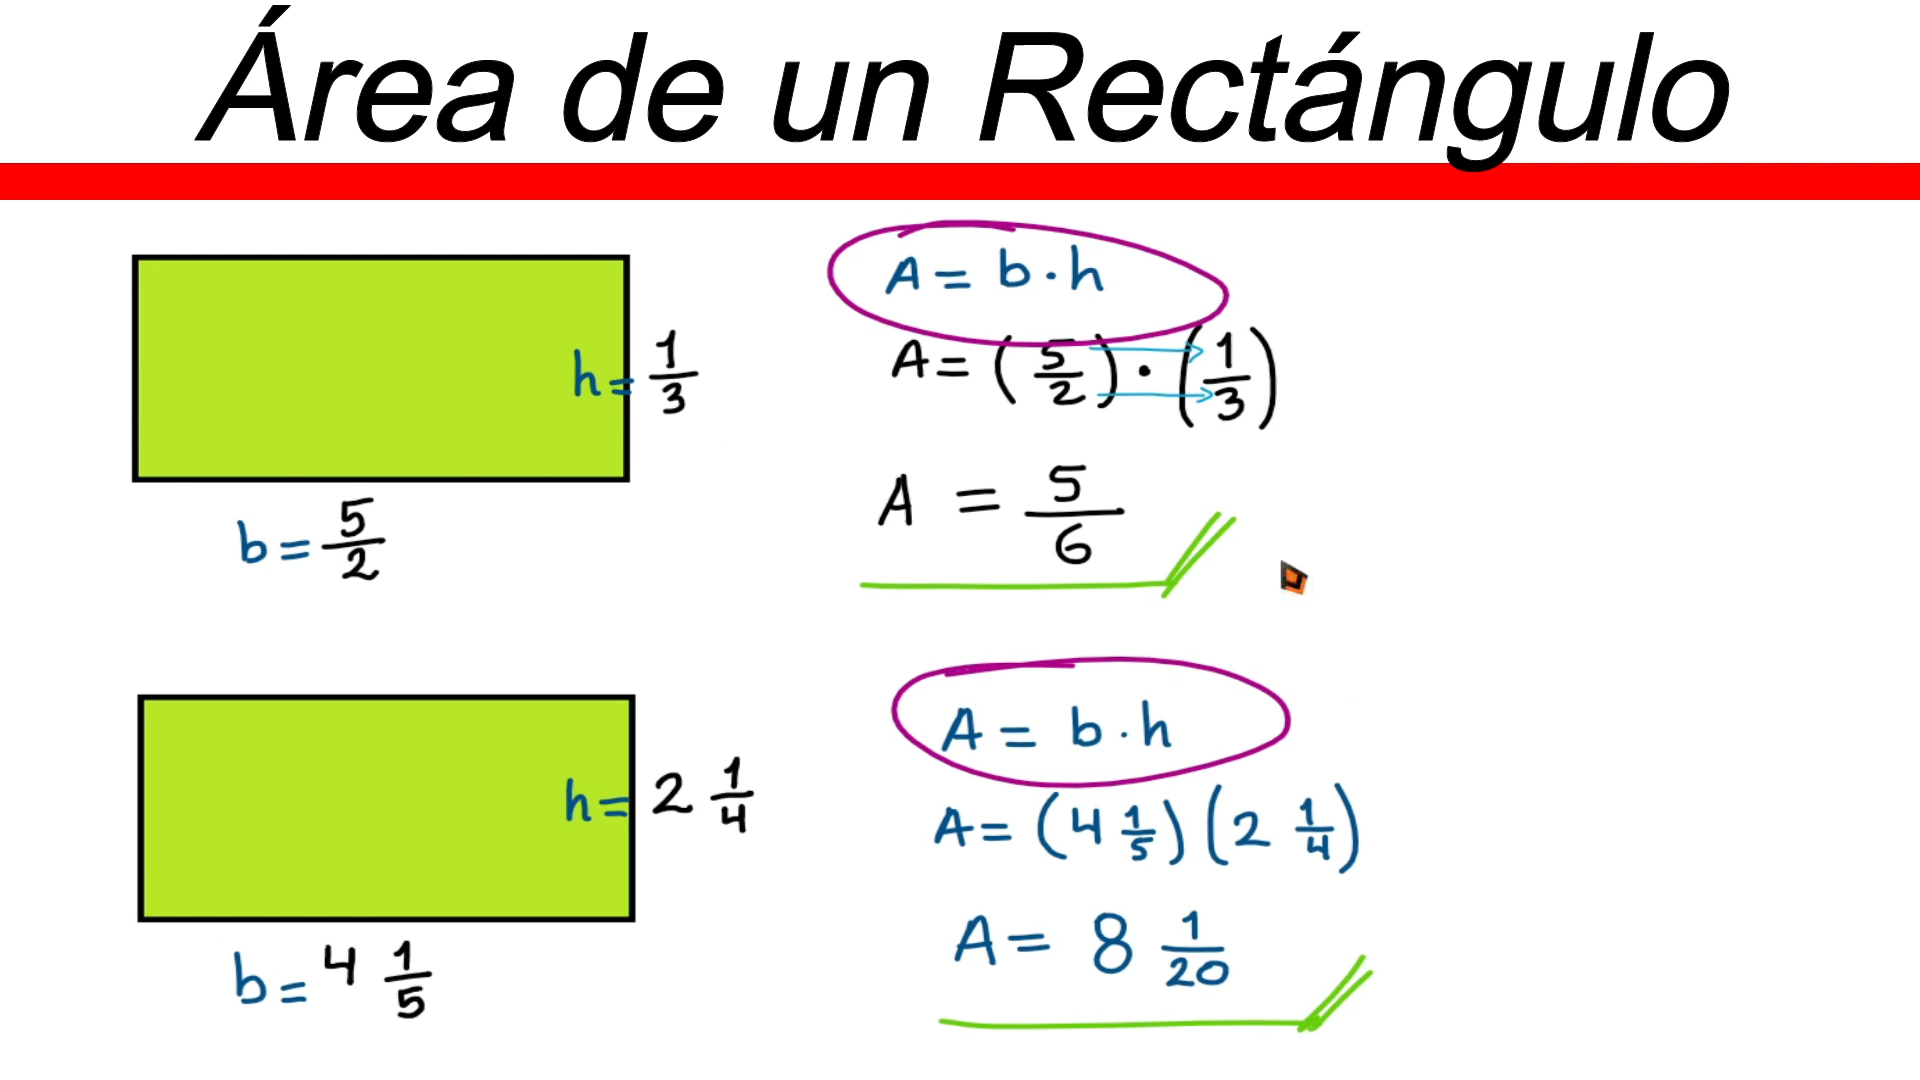 Área de un Rectángulo
A = b · h
h = 1/3
A = (5/2) · (1/3)
A = 5/6
b = 5/2
A = b · h
h = 2 1/4
A = (4 1/5) (2 1/4)
A = 8 1/20
b = 4 1/5